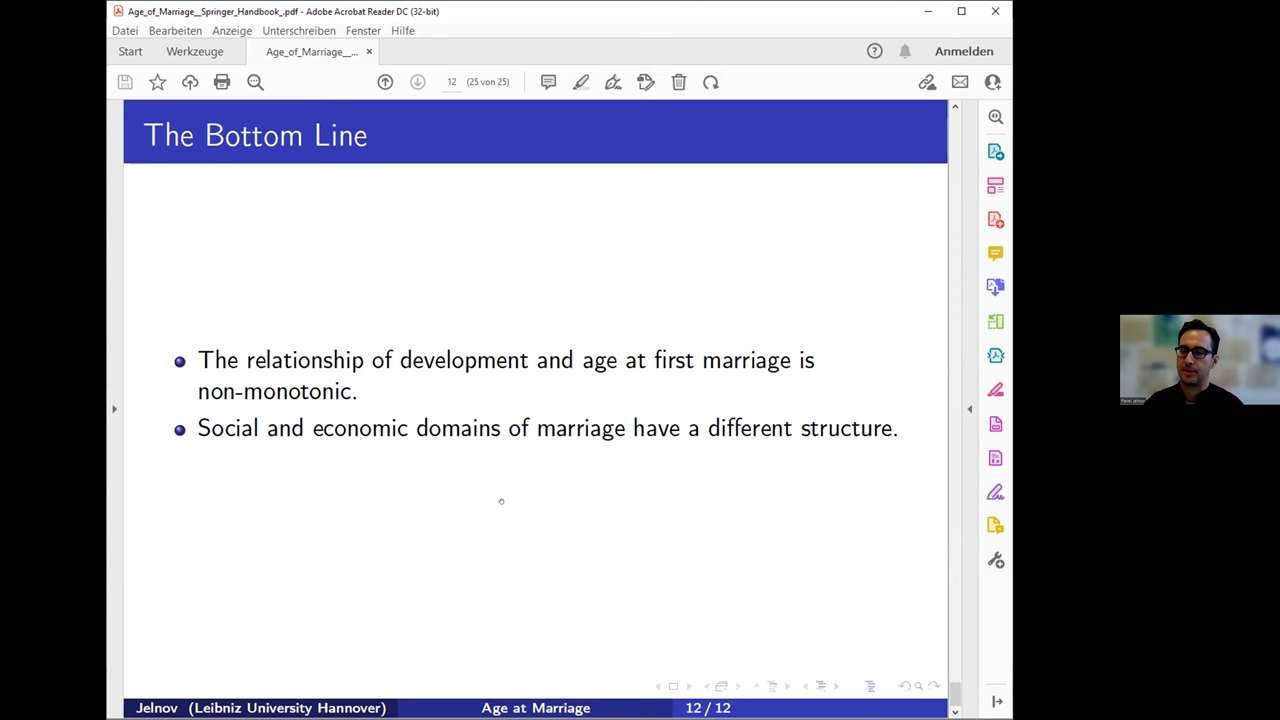 Age_of_Marriage__Springer_Handbook_.pdf - Adobe Acrobat Reader DC (32-bit)
Datei Bearbeiten Anzeige Unterschreiben Fenster Hilfe
Start Werkzeuge Age_of_Marriage__... × Anmelden
12 (25 von 25)
The Bottom Line
The relationship of development and age at first marriage is
non-monotonic.
Social and economic domains of marriage have a different structure.
Jelnov (Leibniz University Hannover) Age at Marriage 12 / 12